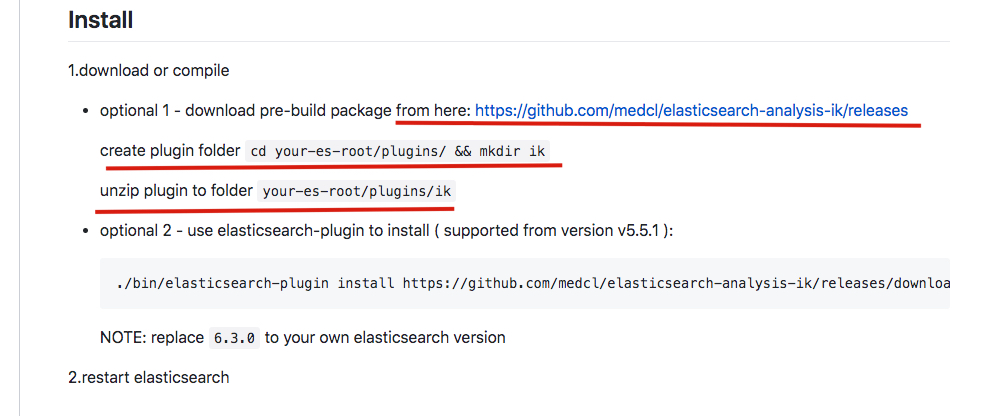 Install
1.download or compile
optional 1 - download pre-build package from here: https://github.com/medcl/elasticsearch-analysis-ik/releases
create plugin folder cd your-es-root/plugins/ && mkdir ik
unzip plugin to folder your-es-root/plugins/ik
optional 2 - use elasticsearch-plugin to install ( supported from version v5.5.1 ):
./bin/elasticsearch-plugin install https://github.com/medcl/elasticsearch-analysis-ik/releases/downloa
NOTE: replace 6.3.0 to your own elasticsearch version
2.restart elasticsearch